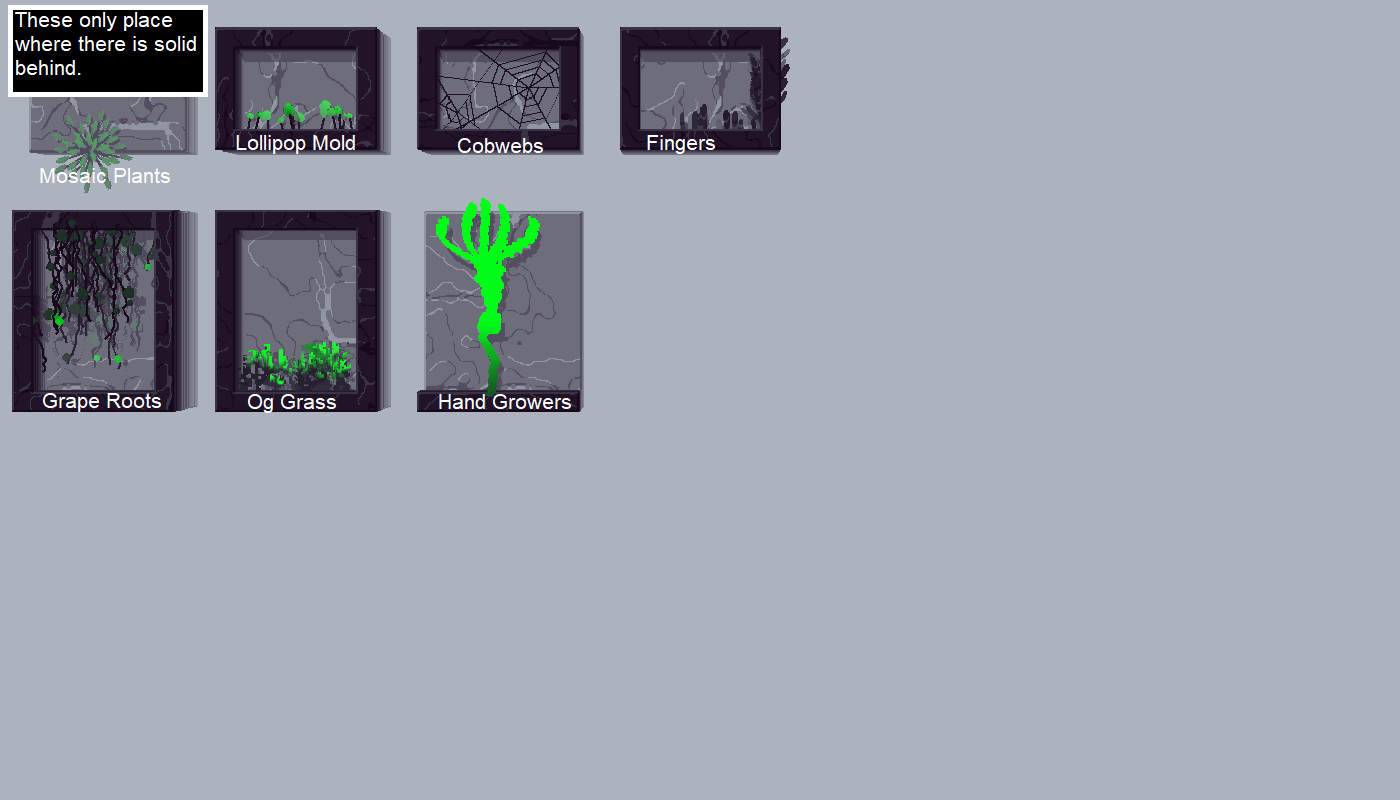 These only place
where there is solid
behind.
Lollipop Mold
Cobwebs
Fingers
Mosaic Plants
Grape Roots
Og Grass
Hand Growers